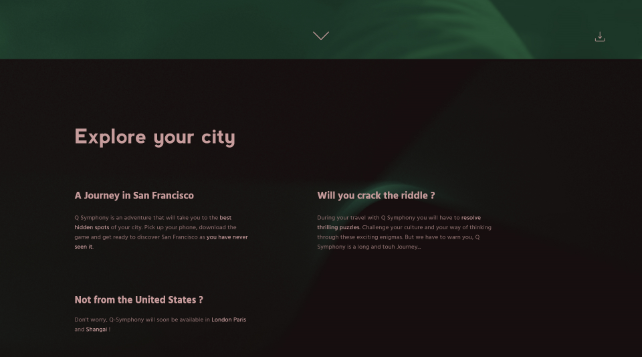 Explore your city
A Journey in San Francisco
Q Symphony is an adventure that will take you to the best
hidden spots of your city. Pick up your phone, download the
game and get ready to discover San Francisco as you have never
seen it.
Will you crack the riddle ?
During your travel with Q Symphony you will have to resolve
thrilling puzzles. Challenge your culture and your way of thinking
through these exciting enigmas. But we have to warn you, Q
Symphony is a long and touh Journey...
Not from the United States ?
Don't worry, Q-Symphony will soon be available in London Paris
and Shangai !